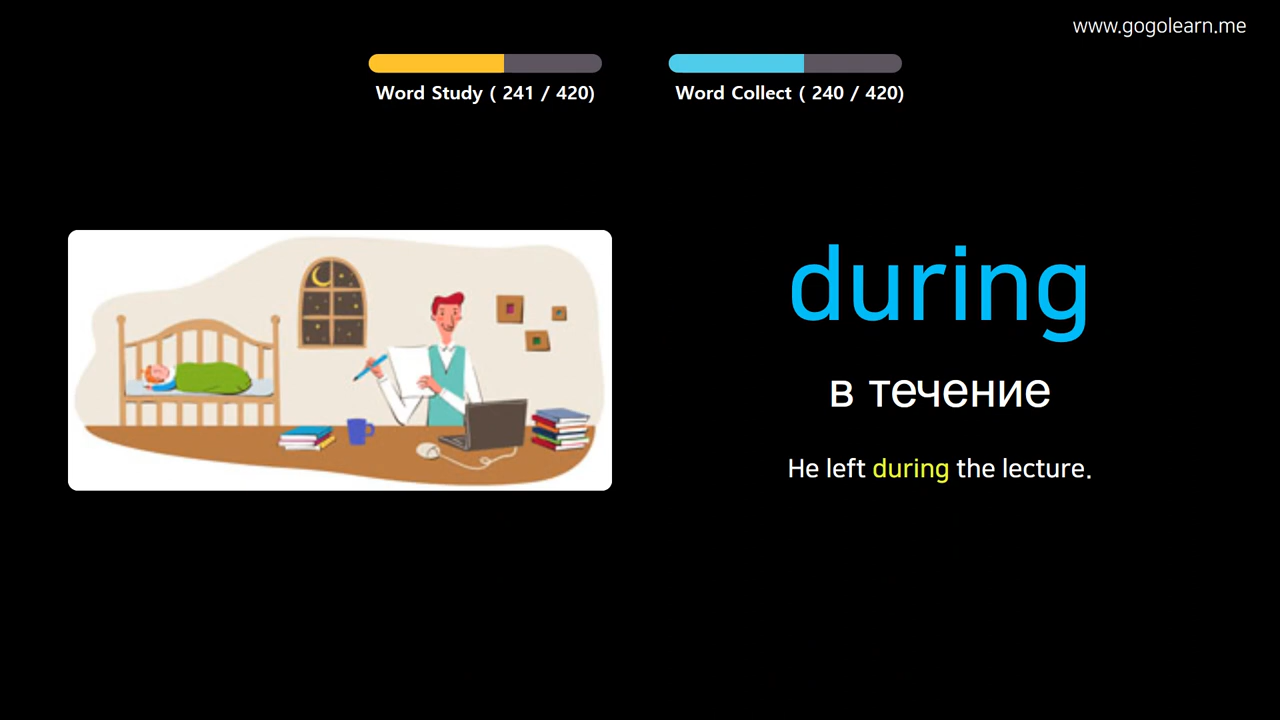 www.gogolearn.me
Word Study ( 241 / 420)
Word Collect ( 240 / 420)
during
в течение
He left during the lecture.